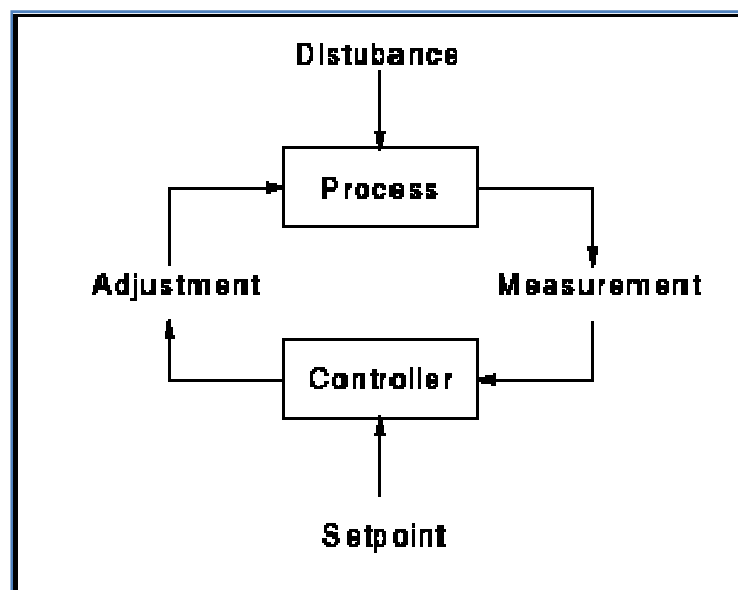 Distubance
Process
Adjustment
Measurement
Controller
Setpoint